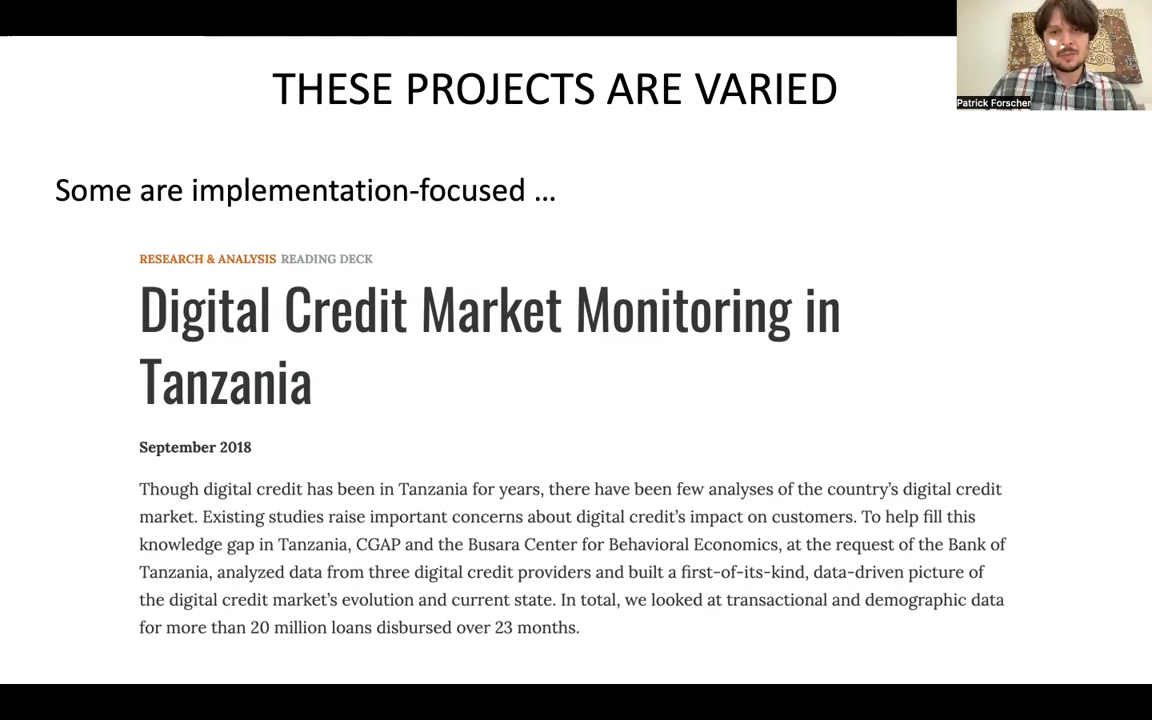 THESE PROJECTS ARE VARIED
Patrick Forscher
Some are implementation-focused …
RESEARCH & ANALYSIS READING DECK
Digital Credit Market Monitoring in
Tanzania
September 2018
Though digital credit has been in Tanzania for years, there have been few analyses of the country’s digital credit
market. Existing studies raise important concerns about digital credit’s impact on customers. To help fill this
knowledge gap in Tanzania, CGAP and the Busara Center for Behavioral Economics, at the request of the Bank of
Tanzania, analyzed data from three digital credit providers and built a first-of-its-kind, data-driven picture of
the digital credit market’s evolution and current state. In total, we looked at transactional and demographic data
for more than 20 million loans disbursed over 23 months.